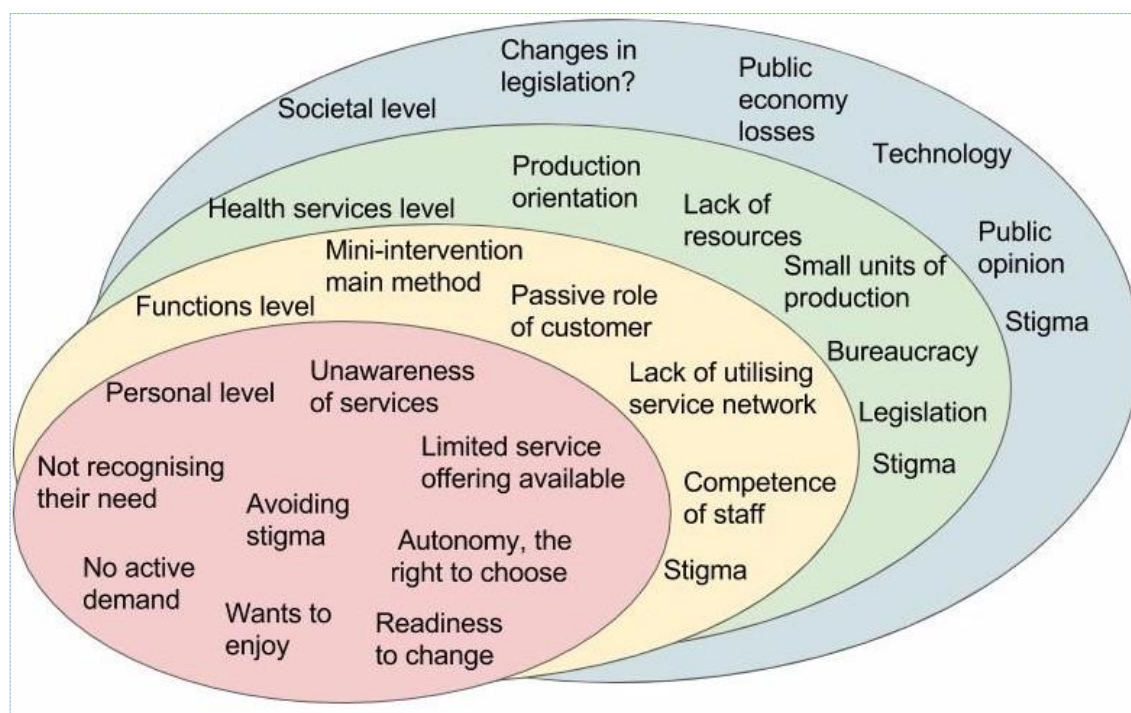 Changes in
legislation?
Public
economy
losses
Societal level
Technology
Production
orientation
Health services level
Lack of
resources
Public
opinion
Mini-intervention
main method
Small units of
production
Functions level
Passive role
of customer
Stigma
Bureaucracy
Personal level
Unawareness
of services
Lack of utilising
service network
Legislation
Limited service
offering available
Stigma
Not recognising
their need
Competence
of staff
Avoiding
stigma
Autonomy, the
right to choose
No active
demand
Stigma
Wants to
enjoy
Readiness
to change